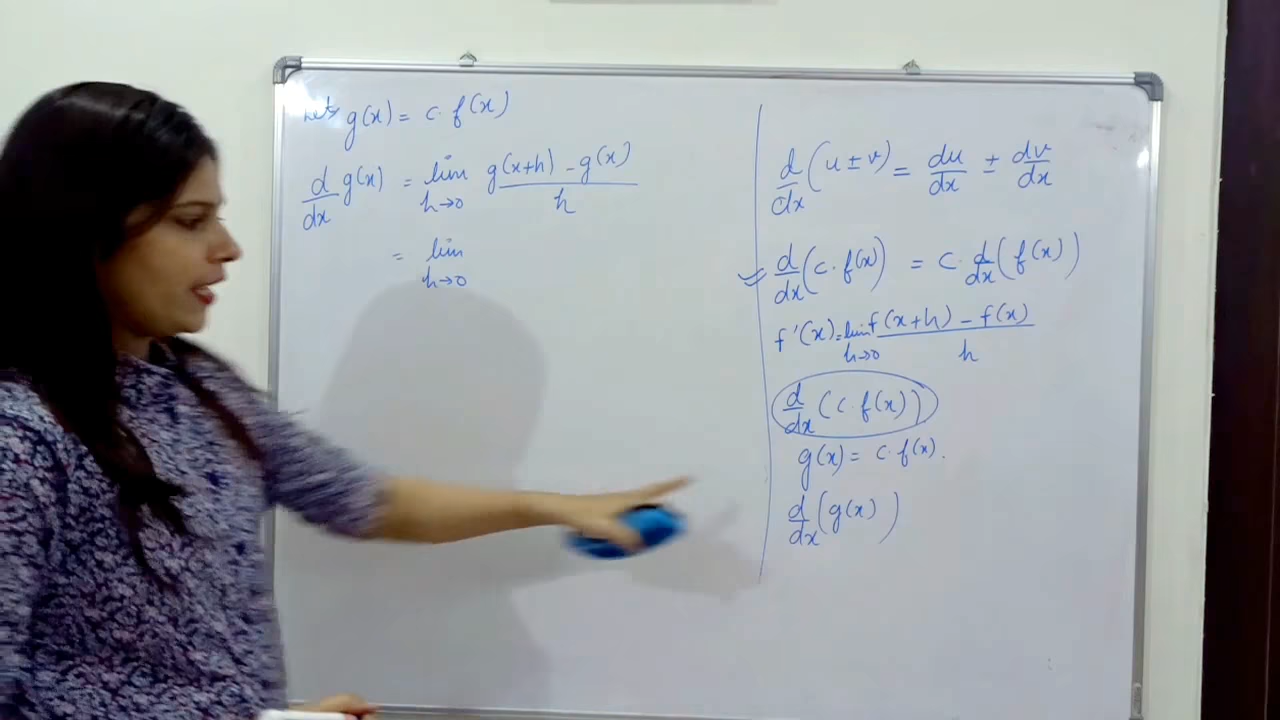 Let g(x) = c. f(x)
d/dx g(x) = lim h→0 g(x+h) - g(x) / h
= lim h→0
d/dx (u ± v) = du/dx ± dv/dx
d/dx (c. f(x)) = c. d/dx (f(x))
f'(x) = lim h→0 f(x+h) - f(x) / h
d/dx (c. f(x))
g(x) = c. f(x).
d/dx (g(x))